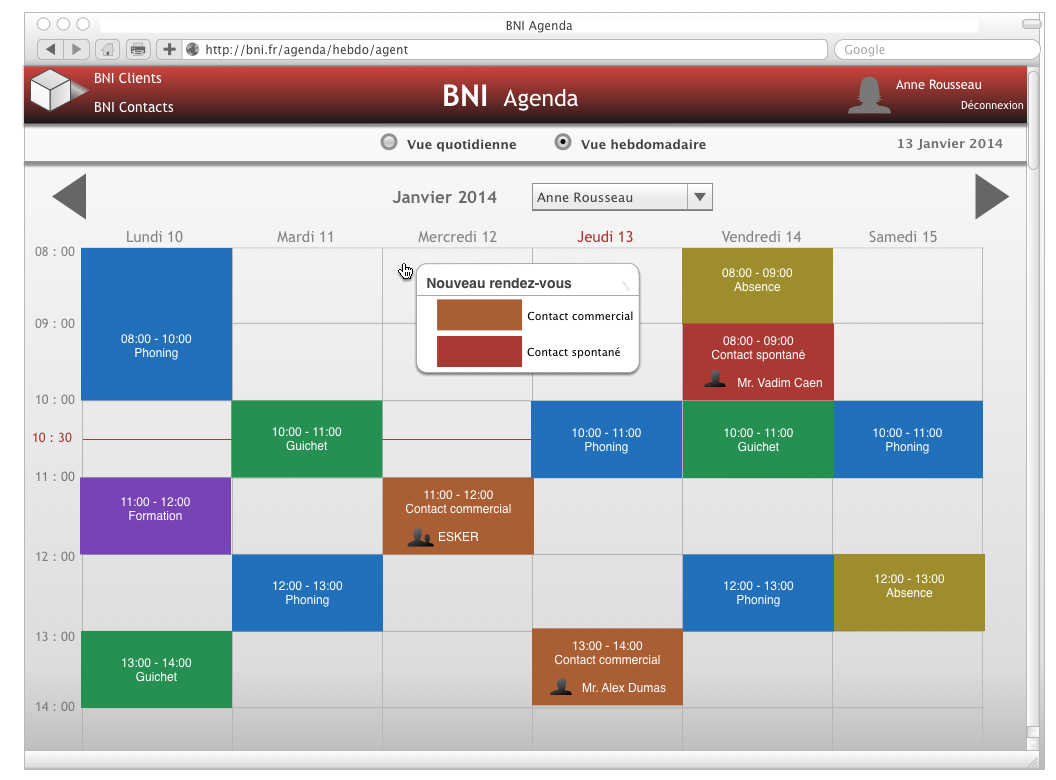 BNI Agenda
http://bni.fr/agenda/hebdo/agent
Google
BNI Clients
BNI Contacts
BNI Agenda
Anne Rousseau
Déconnexion
Vue quotidienne
Vue hebdomadaire
13 Janvier 2014
Janvier 2014
Anne Rousseau
Lundi 10
Mardi 11
Mercredi 12
Jeudi 13
Vendredi 14
Samedi 15
08 : 00
08:00 - 09:00
Absence
Nouveau rendez-vous
Contact commercial
Contact spontané
09 : 00
08:00 - 10:00
Phoning
08:00 - 09:00
Contact spontané
Mr. Vadim Caen
10 : 00
10:00 - 11:00
Guichet
10:00 - 11:00
Phoning
10:00 - 11:00
Guichet
10:00 - 11:00
Phoning
10 : 30
11 : 00
11:00 - 12:00
Formation
11:00 - 12:00
Contact commercial
ESKER
12 : 00
12:00 - 13:00
Phoning
12:00 - 13:00
Phoning
12:00 - 13:00
Absence
13 : 00
13:00 - 14:00
Guichet
13:00 - 14:00
Contact commercial
Mr. Alex Dumas
14 : 00